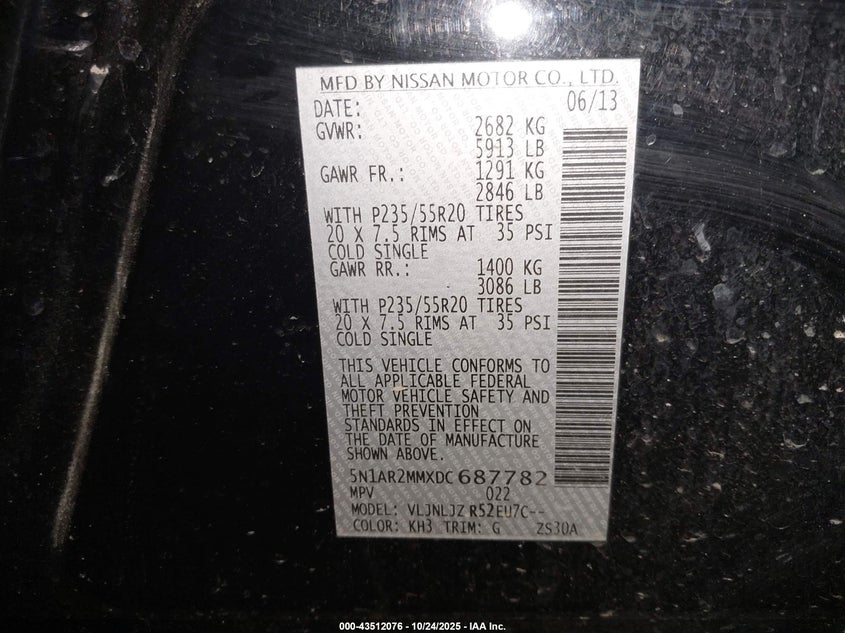 MFD BY NISSAN MOTOR CO., LTD.
DATE: 06/13
GVWR: 2682 KG
5913 LB
GAWR FR.: 1291 KG
2846 LB
WITH P235/55R20 TIRES
20 X 7.5 RIMS AT 35 PSI
COLD SINGLE
GAWR RR.: 1400 KG
3086 LB
WITH P235/55R20 TIRES
20 X 7.5 RIMS AT 35 PSI
COLD SINGLE
THIS VEHICLE CONFORMS TO
ALL APPLICABLE FEDERAL
MOTOR VEHICLE SAFETY AND
THEFT PREVENTION
STANDARDS IN EFFECT ON
THE DATE OF MANUFACTURE
SHOWN ABOVE.
5N1AR2MMXDC687782
MPV 022
MODEL: VLJNLJZ R52EU7C--
COLOR: KH3 TRIM: G ZS30A
000-43512076 - 10/24/2025 - IAA Inc.